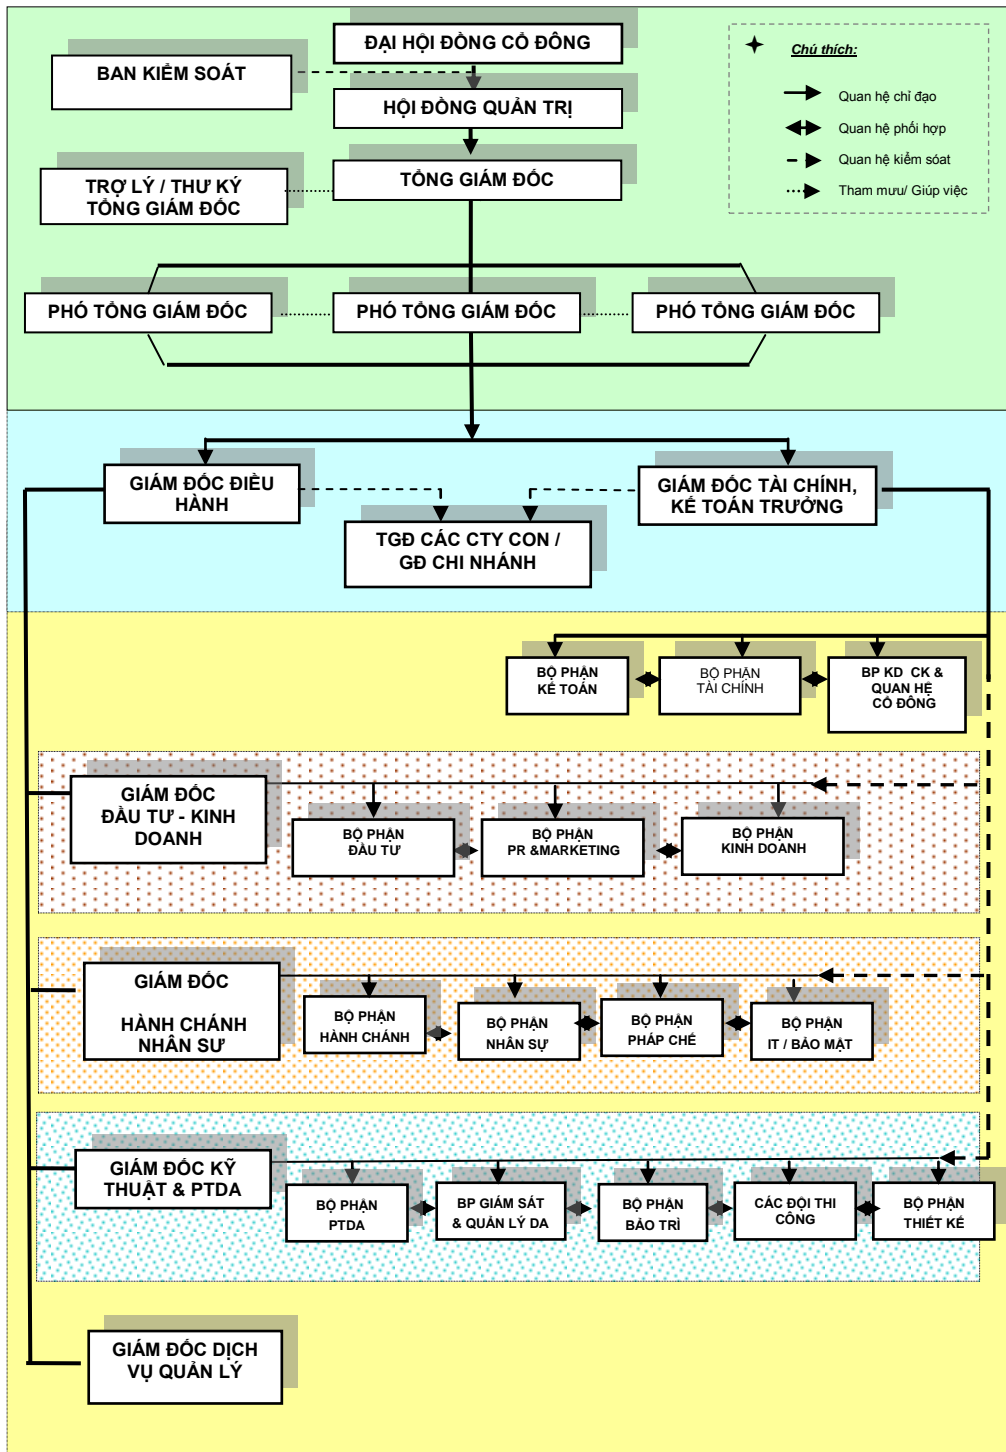 ĐẠI HỘI ĐỒNG CỔ ĐÔNG
BAN KIỂM SOÁT
HỘI ĐỒNG QUẢN TRỊ
TRỢ LÝ / THƯ KÝ
TỔNG GIÁM ĐỐC
TỔNG GIÁM ĐỐC
Chú thích:
Quan hệ chỉ đạo
Quan hệ phối hợp
Quan hệ kiểm sóat
Tham mưu/ Giúp việc
PHÓ TỔNG GIÁM ĐỐC
PHÓ TỔNG GIÁM ĐỐC
PHÓ TỔNG GIÁM ĐỐC
GIÁM ĐỐC ĐIỀU
HÀNH
GIÁM ĐỐC TÀI CHÍNH,
KẾ TOÁN TRƯỞNG
TGĐ CÁC CTY CON /
GĐ CHI NHÁNH
BỘ PHẬN
KẾ TOÁN
BỘ PHẬN
TÀI CHÍNH
BP KD CK &
QUAN HỆ
CỔ ĐÔNG
GIÁM ĐỐC
ĐẦU TƯ - KINH
DOANH
BỘ PHẬN
ĐẦU TƯ
BỘ PHẬN
PR &MARKETING
BỘ PHẬN
KINH DOANH
GIÁM ĐỐC
HÀNH CHÁNH
NHÂN SƯ
BỘ PHẬN
HÀNH CHÁNH
BỘ PHẬN
NHÂN SỰ
BỘ PHẬN
PHÁP CHẾ
BỘ PHẬN
IT / BẢO MẬT
GIÁM ĐỐC KỸ
THUẬT & PTDA
BỘ PHẬN
PTDA
BP GIÁM SÁT
& QUẢN LÝ DA
BỘ PHẬN
BẢO TRÌ
CÁC ĐỘI THI
CÔNG
BỘ PHẬN
THIẾT KẾ
GIÁM ĐỐC DỊCH
VỤ QUẢN LÝ